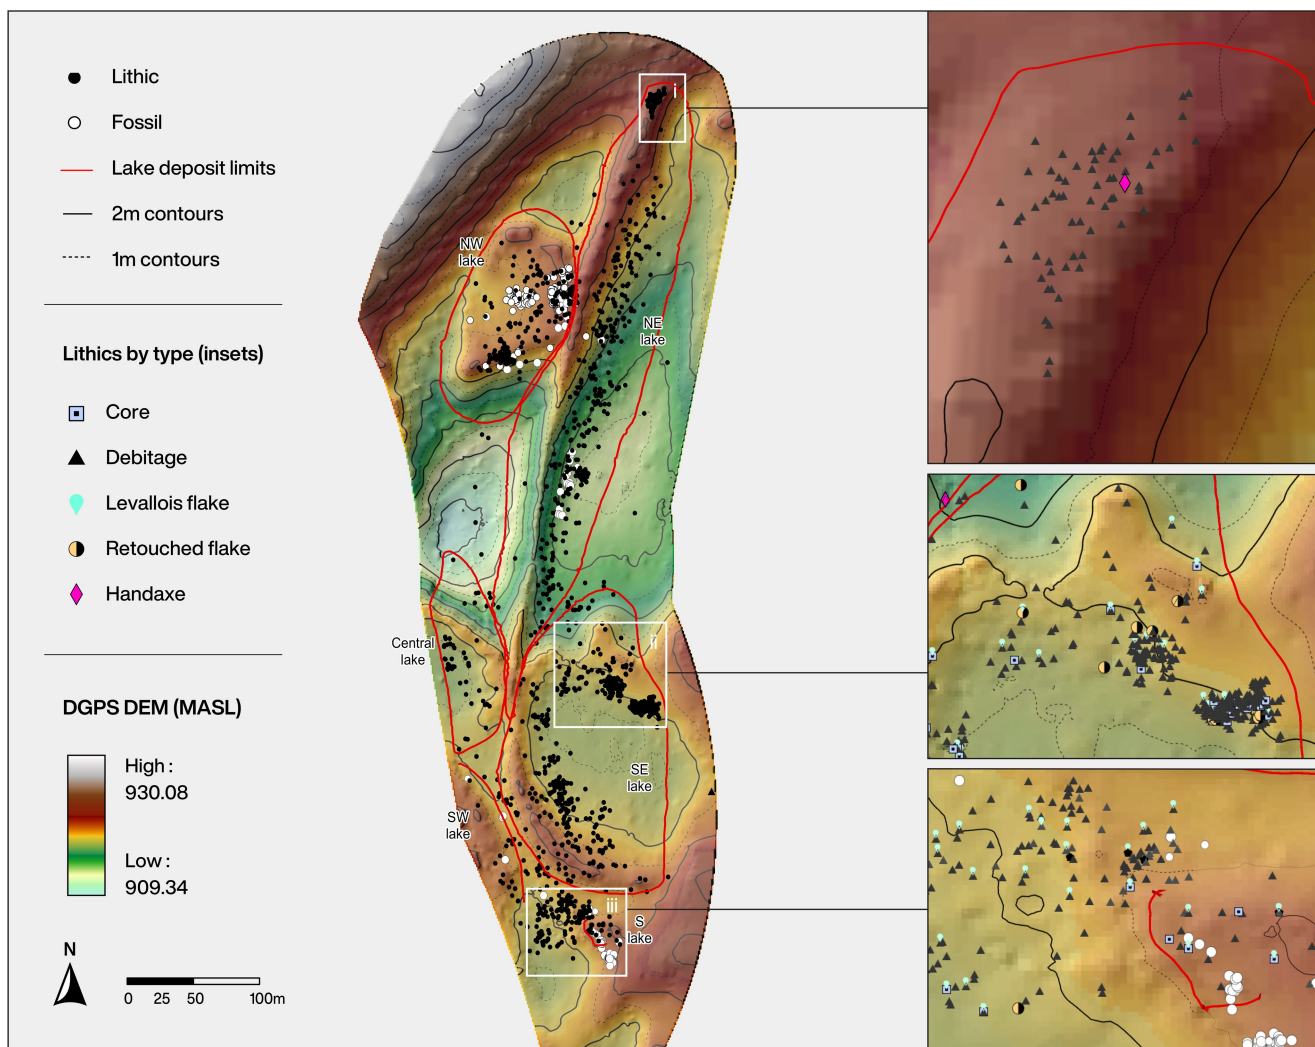 Lithic
Fossil
Lake deposit limits
2m contours
1m contours
Lithics by type (insets)
Core
Debitage
Levallois flake
Retouched flake
Handaxe
DGPS DEM (MASL)
High :
930.08
Low :
909.34
N
0 25 50 100m
i
NW
lake
NE
lake
Central
lake
ii
SE
lake
SW
lake
iii
S
lake